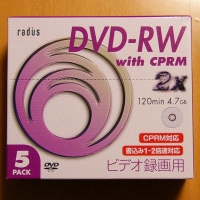 radius
DVD-RW
with CPRM
2x
120min 4.7GB
CPRM対応
書込み1-2倍速対応
5
PACK
DVD
ビデオ録画用